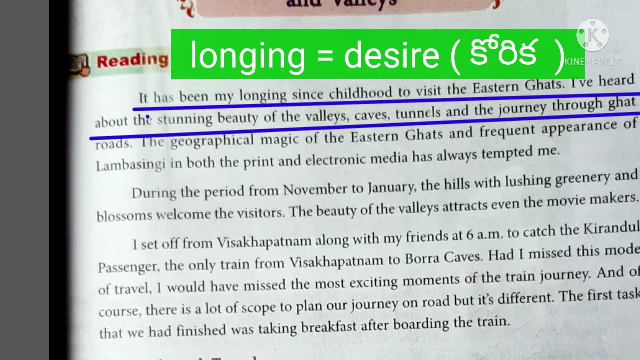 and Valleys
Reading
longing = desire ( కోరిక )
KINEMASTER
It has been my longing since childhood to visit the Eastern Ghats. I've heard
about the stunning beauty of the valleys, caves, tunnels and the journey through ghat
roads. The geographical magic of the Eastern Ghats and frequent appearance of
Lambasingi in both the print and electronic media has always tempted me.
During the period from November to January, the hills with lushing greenery and
blossoms welcome the visitors. The beauty of the valleys attracts even the movie makers.
I set off from Visakhapatnam along with my friends at 6 a.m. to catch the Kirandul
Passenger, the only train from Visakhapatnam to Borra Caves. Had I missed this mode
of travel, I would have missed the most exciting moments of the train journey. And of
course, there is a lot of scope to plan our journey on road but it's different. The first task
that we had finished was taking breakfast after boarding the train.